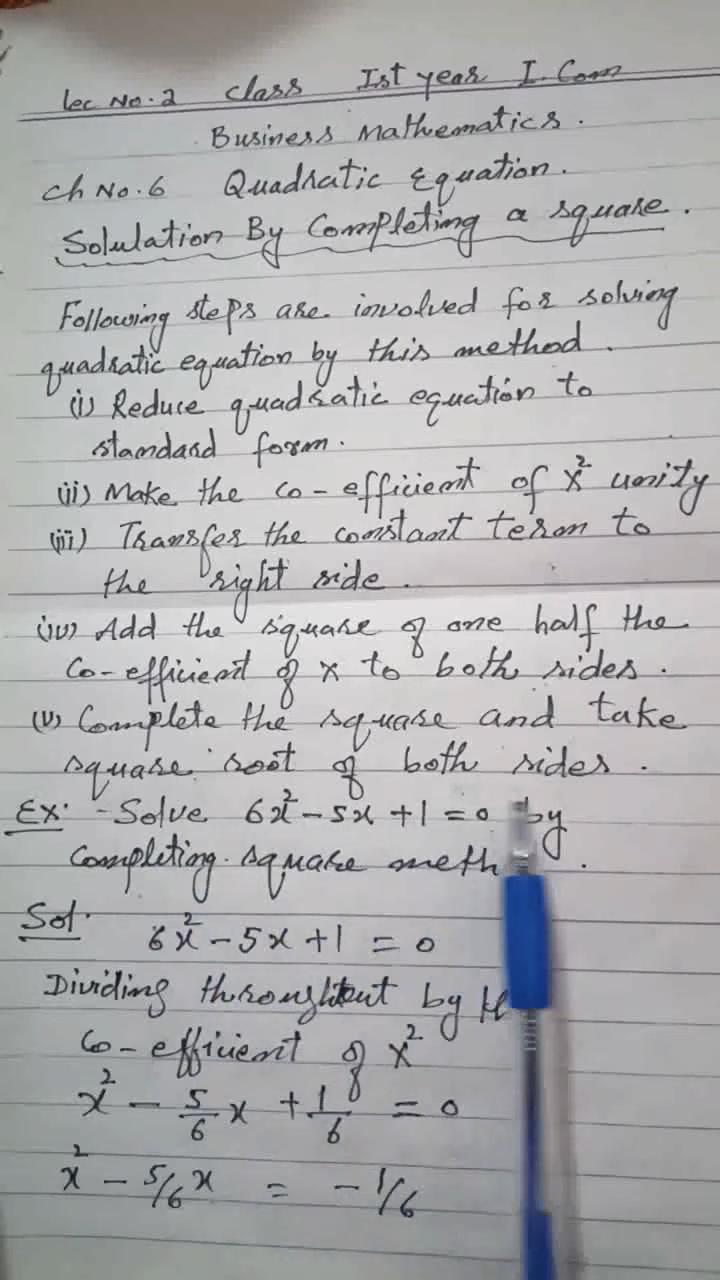 Lec No. 2 Class Ist year I. Com
Business Mathematics.
Ch No. 6 Quadratic Equation.
Solulation By Completing a square.
Following steps are involved for solving
quadratic equation by this method.
(i) Reduce quadratic equation to
standard form.
(ii) Make the co-efficient of x² unity
(iii) Transfer the constant term to
the right side.
(iv) Add the square of one half the
Co-efficient of x to both sides.
(v) Complete the square and take
square root of both sides.
Ex:- Solve 6x² - 5x + 1 = 0 by
Completing square meth
Sol. 6x² - 5x + 1 = 0
Dividing throughout by
Co-efficient of x²
x² - 5/6 x + 1/6 = 0
x² - 5/6 x = - 1/6